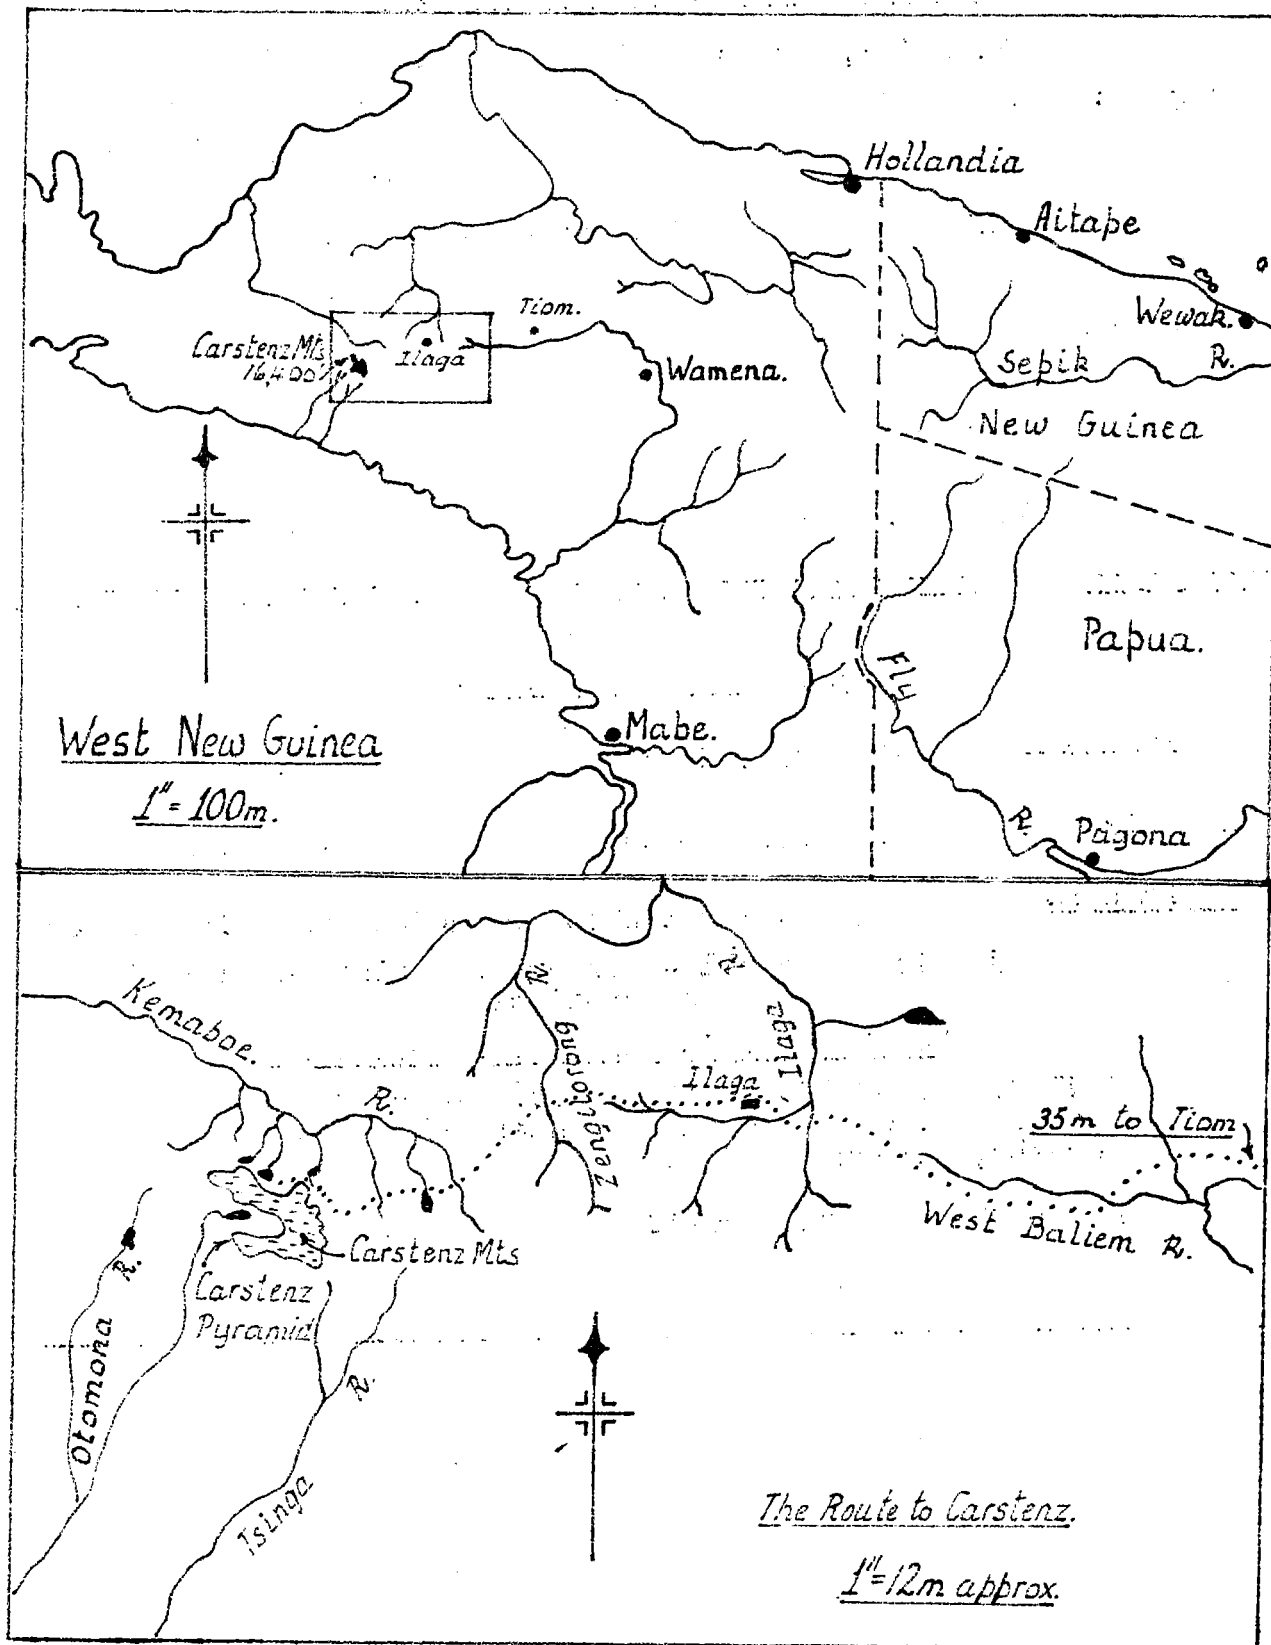 Hollandia
Aitape
Wewak.
Tiom.
Carstenz Mts
16,400'
Ilaga
Wamena.
Sepik R.
New Guinea
Papua.
Fly R.
Mabe.
West New Guinea
1" = 100m.
Pagona
Kemaboe. R.
Zengillorong R.
Ilaga R.
Ilaga
35m to Tiom
West Baliem R.
Carstenz Mts
Carstenz
Pyramid
Otomona R.
Tsinga R.
The Route to Carstenz.
1"=12m approx.